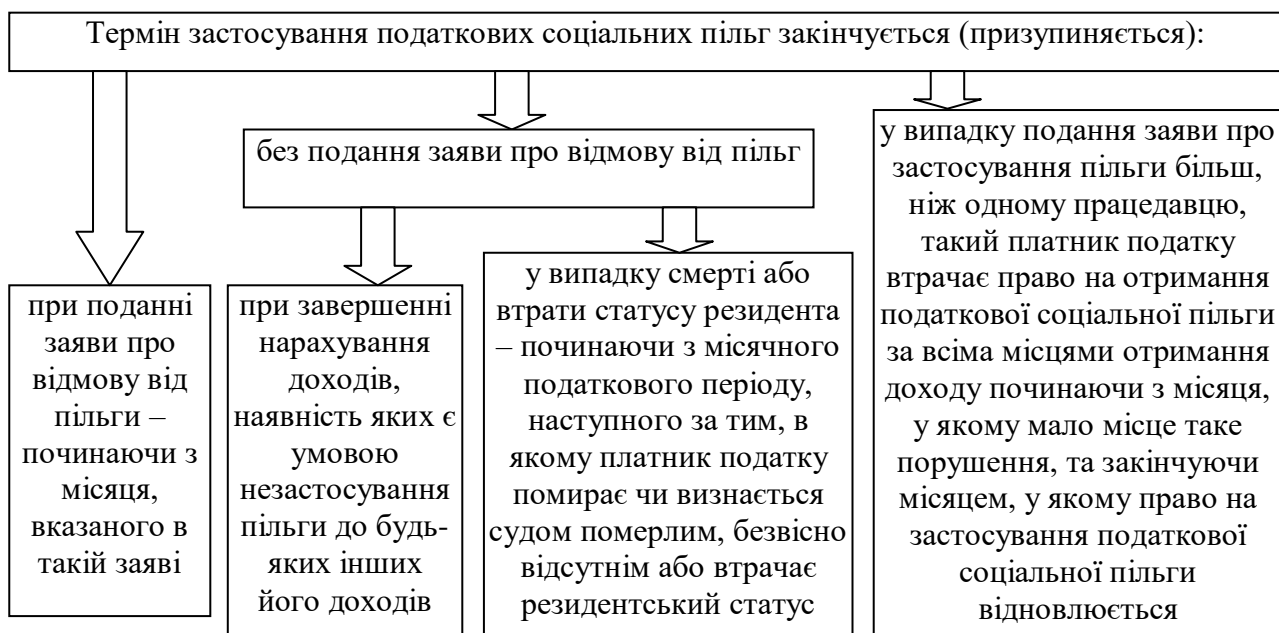 Термін застосування податкових соціальних пільг закінчується (призупиняється):
без подання заяви про відмову від пільг
при поданні
заяви про
відмову від
пільги –
починаючи з
місяця,
вказаного в
такій заяві
при завершенні
нарахування
доходів,
наявність яких є
умовою
незастосування
пільги до будь-
яких інших
його доходів
у випадку смерті або
втрати статусу резидента
– починаючи з місячного
податкового періоду,
наступного за тим, в
якому платник податку
помирає чи визнається
судом померлим, безвісно
відсутнім або втрачає
резидентський статус
у випадку подання заяви про
застосування пільги більш,
ніж одному працедавцю,
такий платник податку
втрачає право на отримання
податкової соціальної пільги
за всіма місцями отримання
доходу починаючи з місяця,
у якому мало місце таке
порушення, та закінчуючи
місяцем, у якому право на
застосування податкової
соціальної пільги
відновлюється